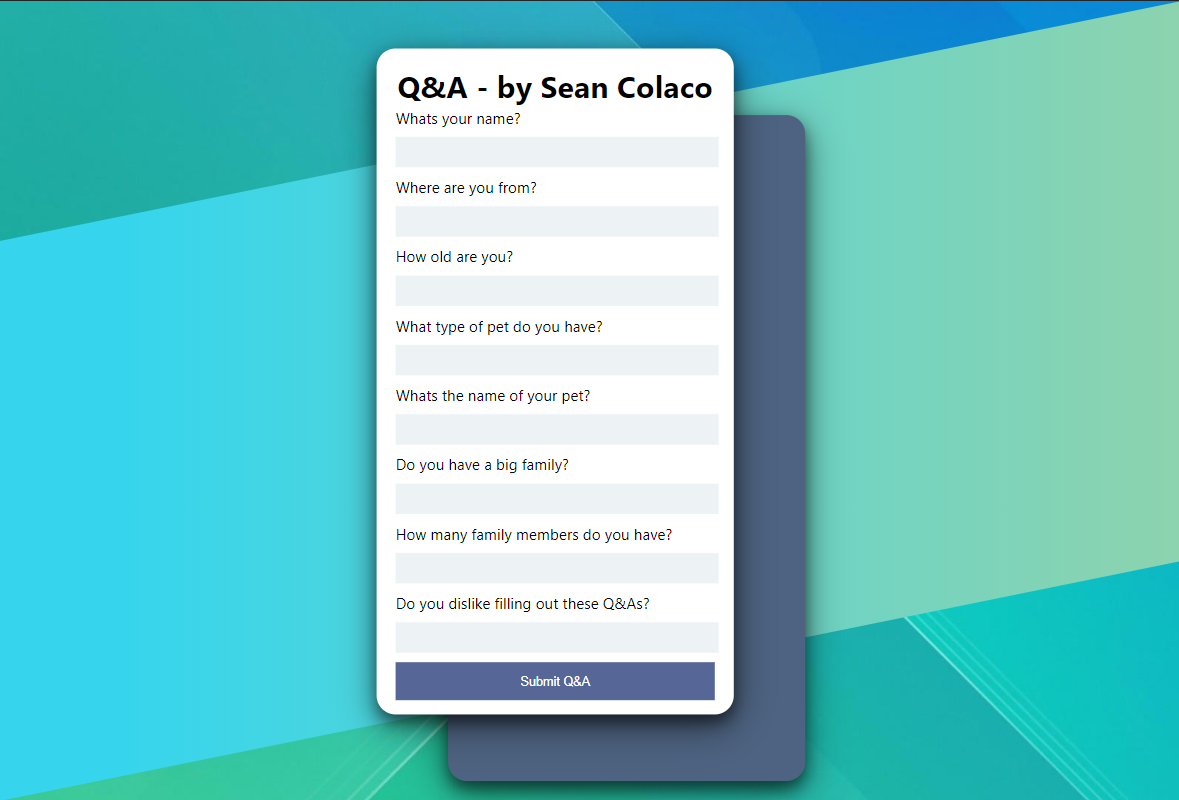 Q&A - by Sean Colaco
Whats your name?
Where are you from?
How old are you?
What type of pet do you have?
Whats the name of your pet?
Do you have a big family?
How many family members do you have?
Do you dislike filling out these Q&As?
Submit Q&A